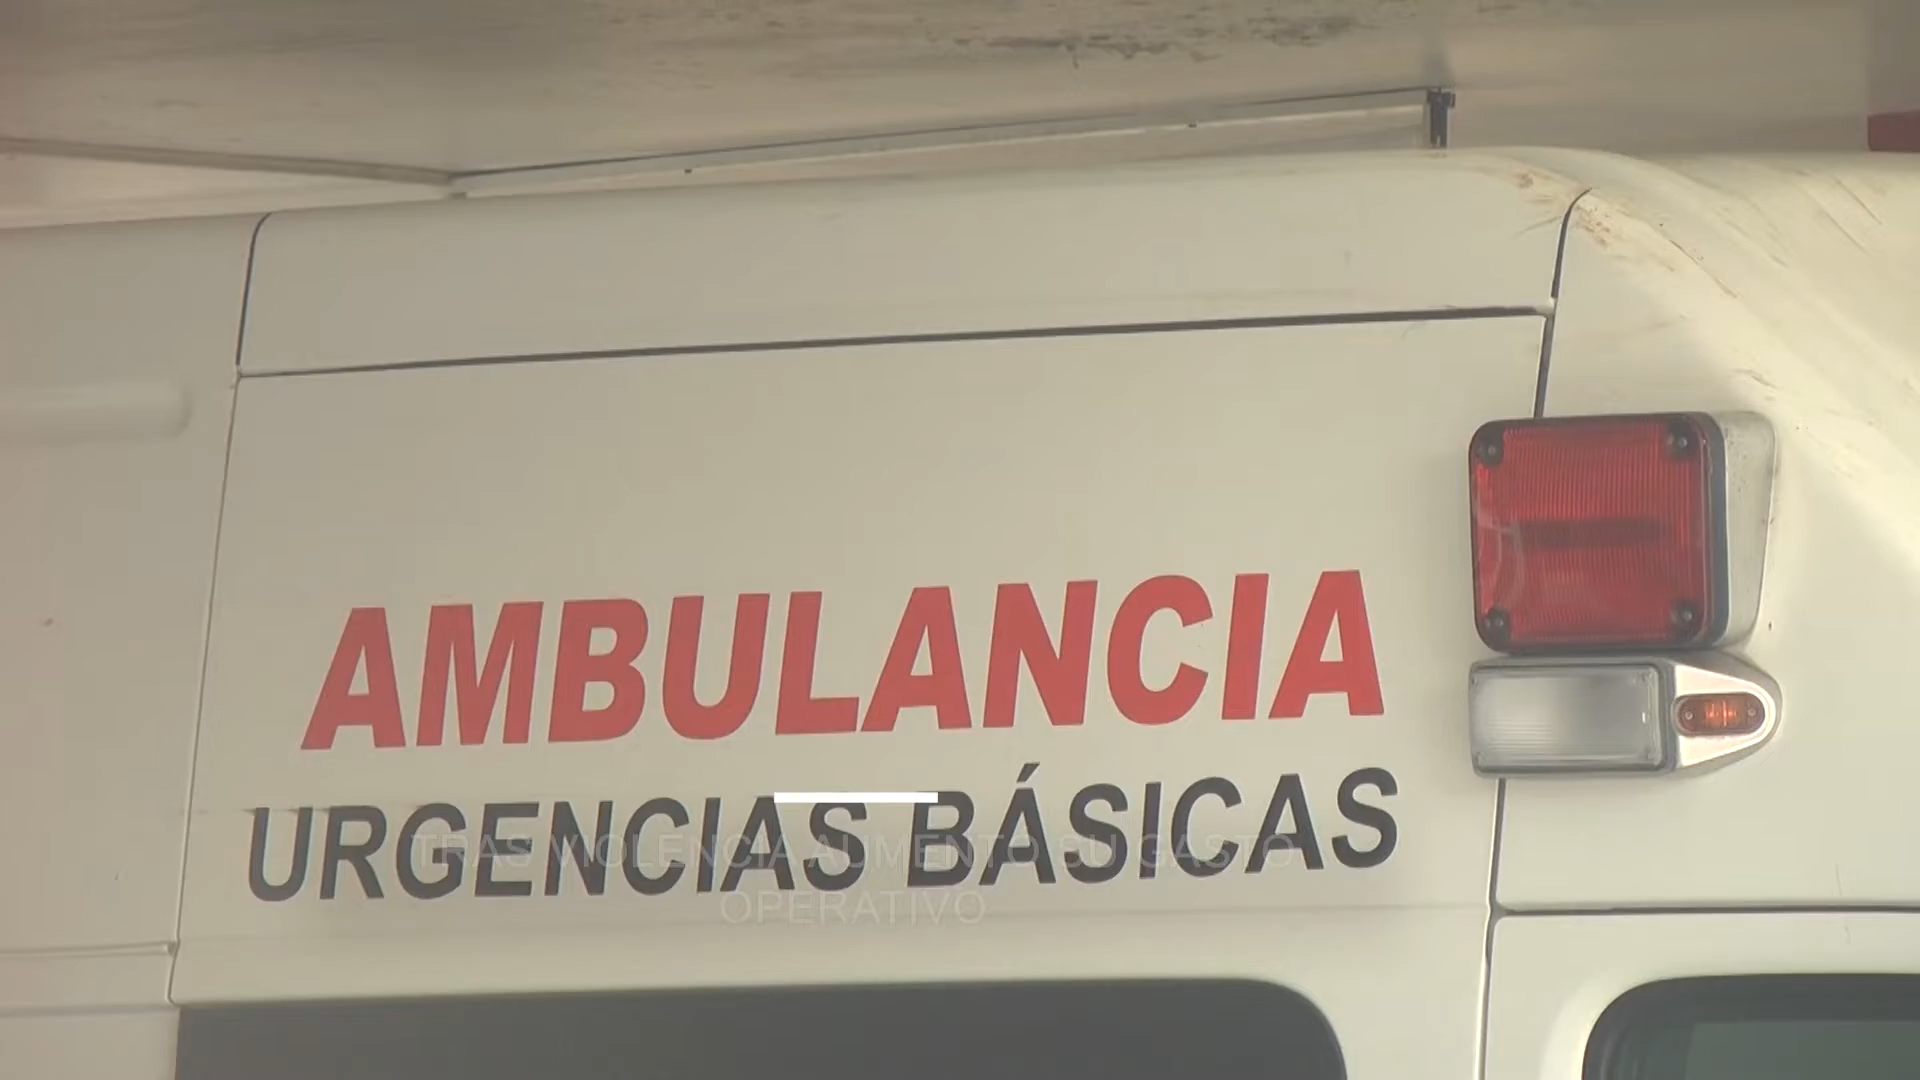 AMBULANCIA
URGENCIAS BÁSICAS
TRAS VIOLENCIA AUMENTO SU GASTO
OPERATIVO